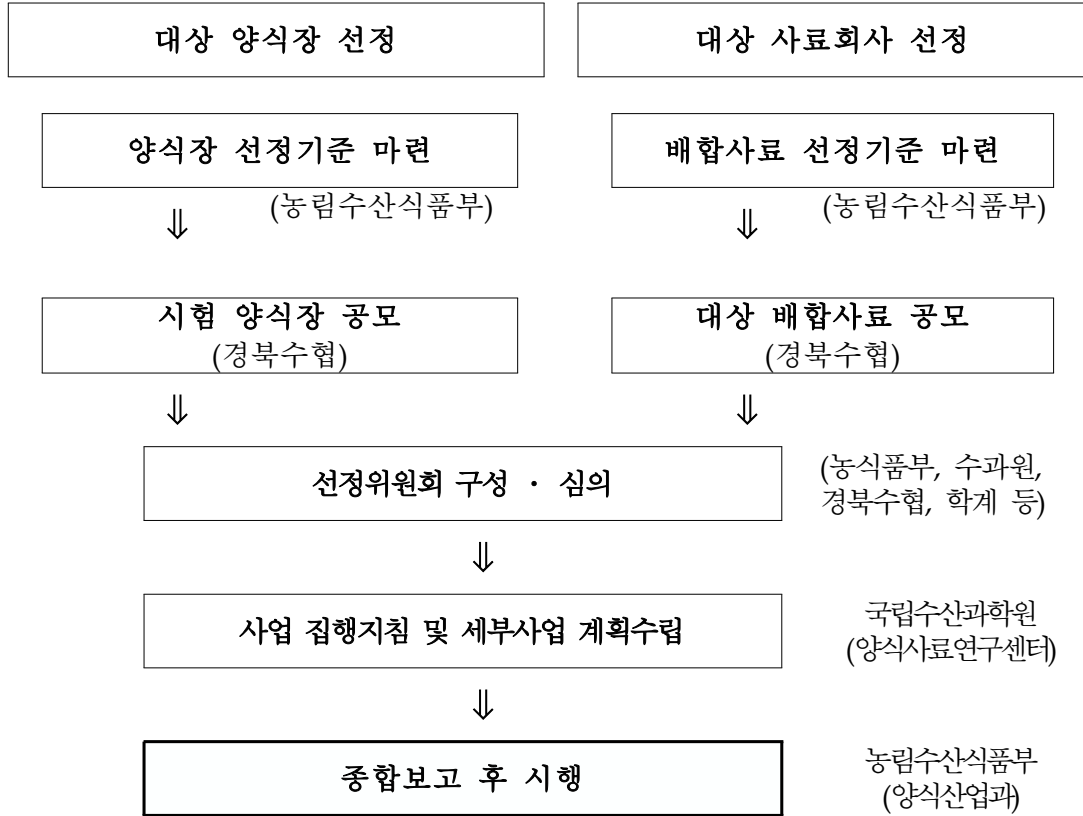 대상 양식장 선정
대상 사료회사 선정
양식장 선정기준 마련
배합사료 선정기준 마련
(농림수산식품부)
(농림수산식품부)
⇓
⇓
시험 양식장 공모
(경북수협)
대상 배합사료 공모
(경북수협)
⇓
⇓
선정위원회 구성 · 심의
(농식품부, 수과원,
경북수협, 학계 등)
⇓
사업 집행지침 및 세부사업 계획수립
국립수산과학원
(양식사료연구센터)
⇓
종합보고 후 시행
농림수산식품부
(양식산업과)